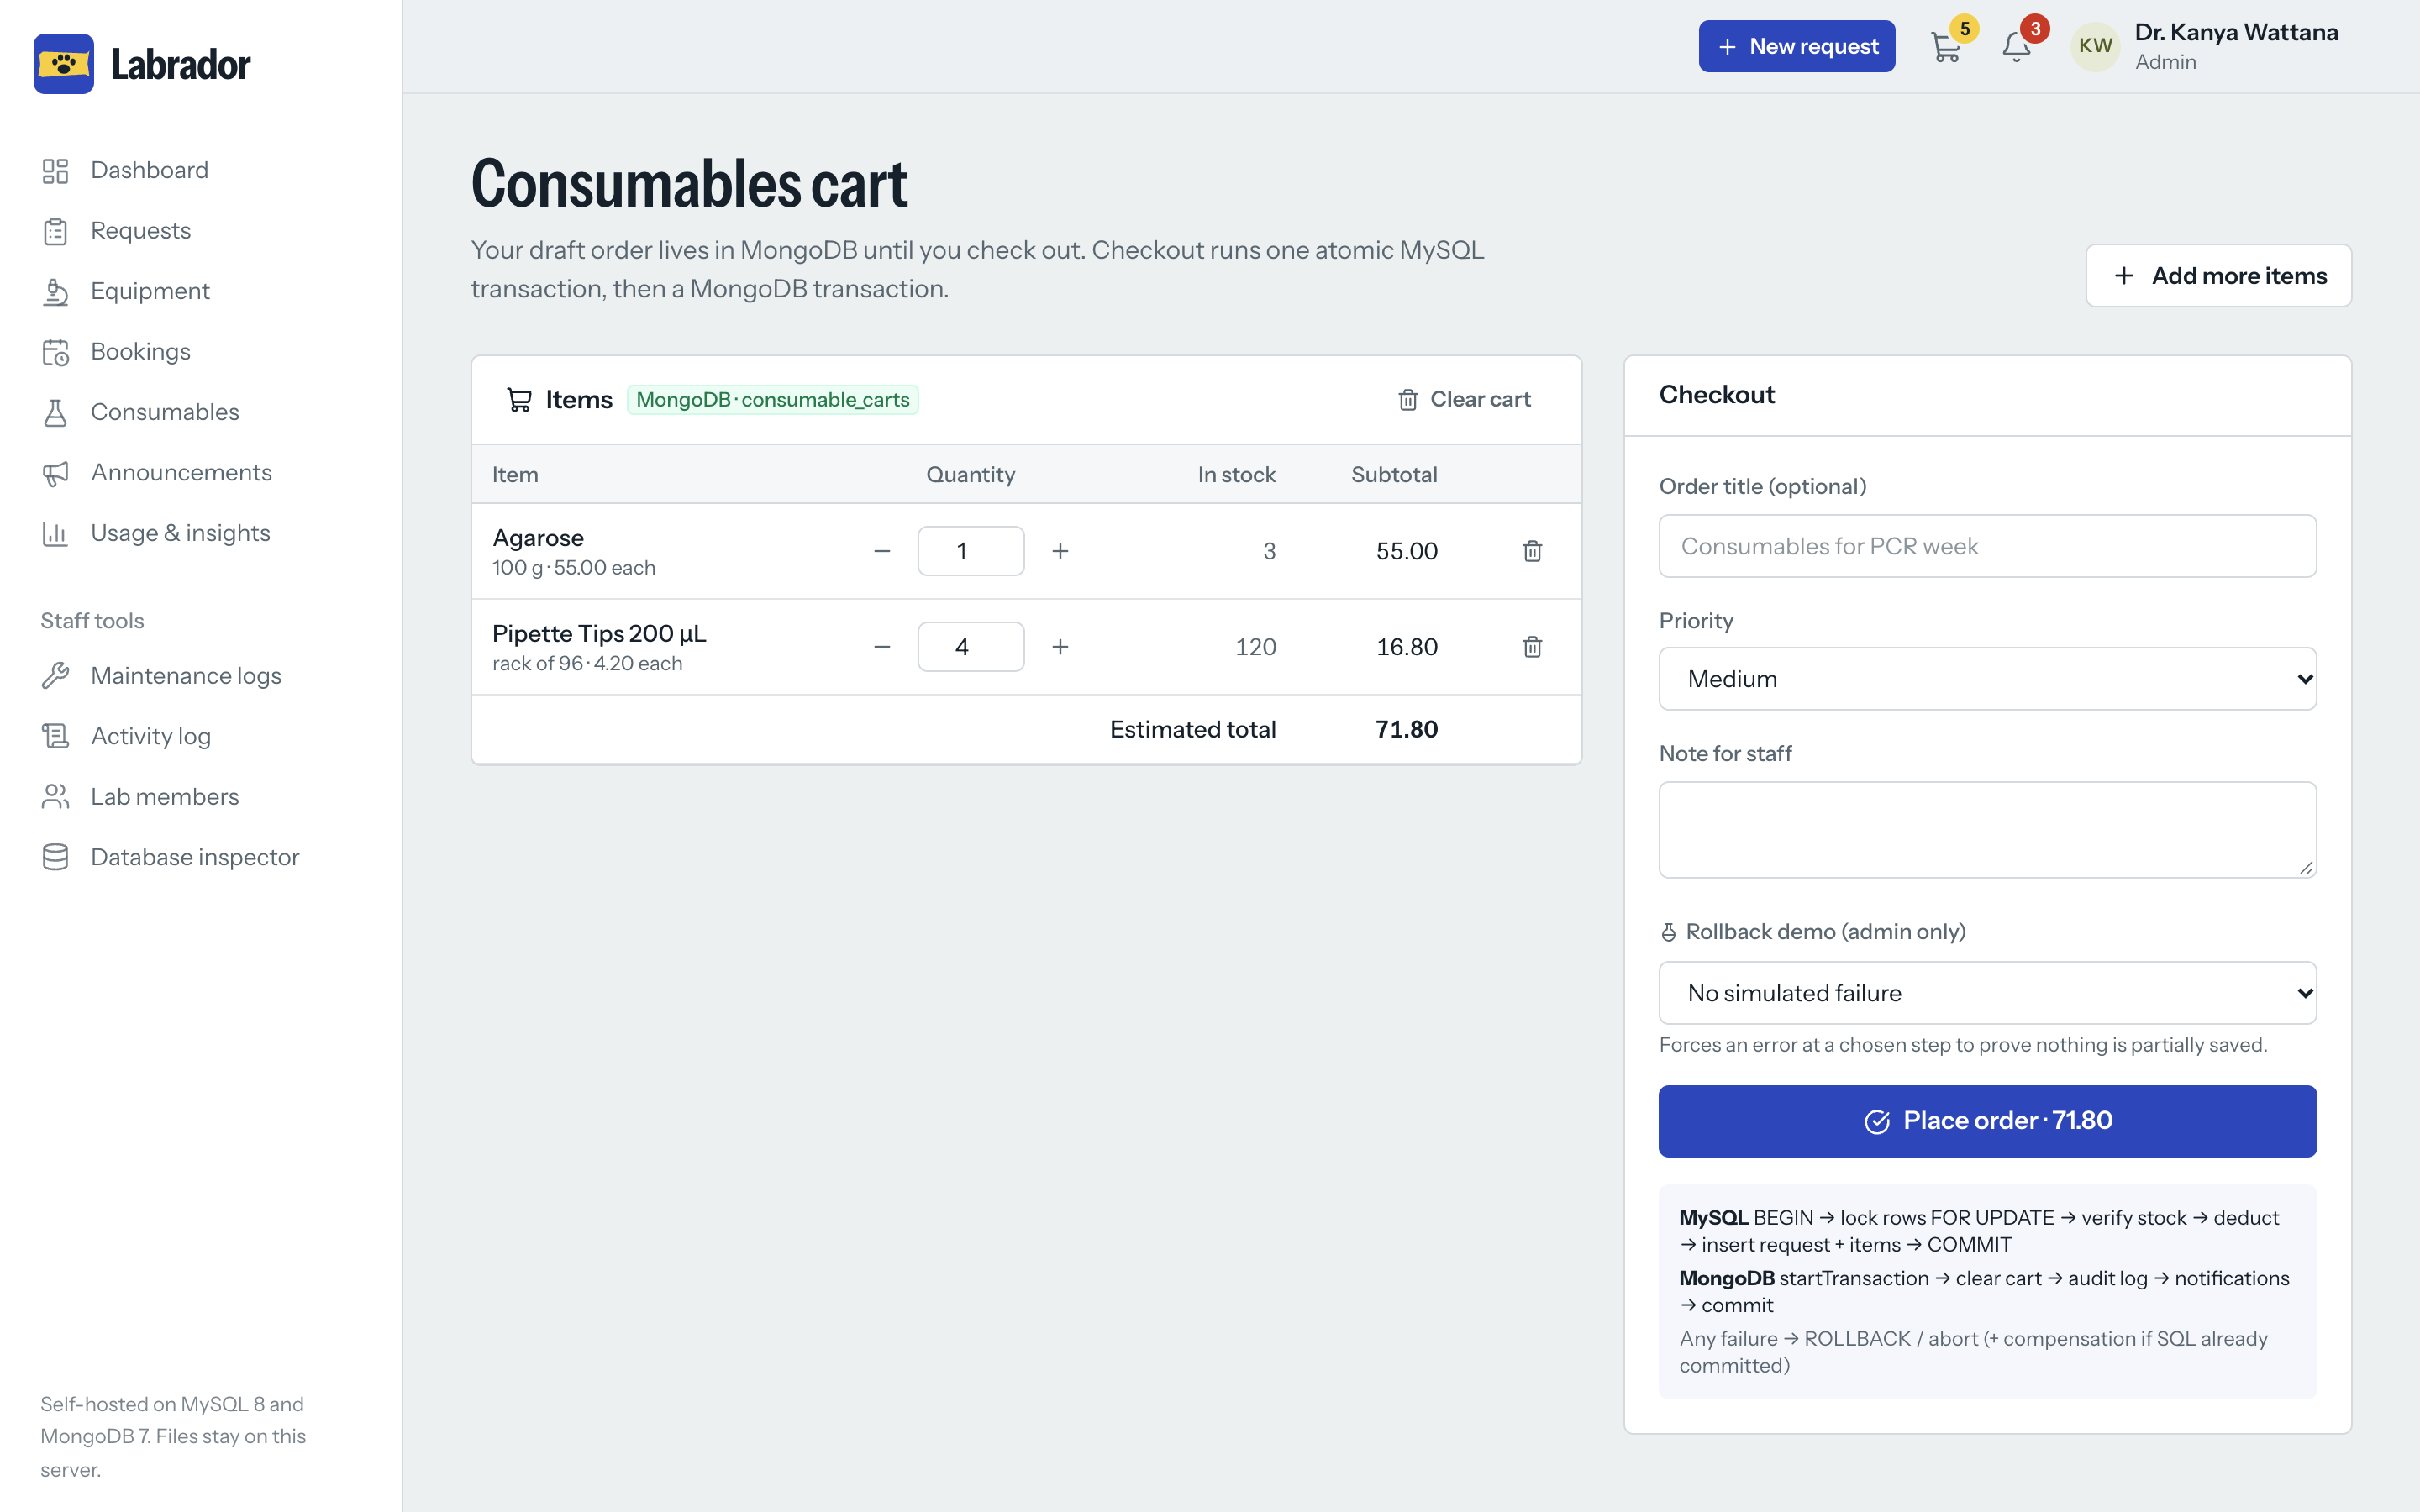 Labrador
Dashboard
Requests
Equipment
Bookings
Consumables
Announcements
Usage & insights
Staff tools
Maintenance logs
Activity log
Lab members
Database inspector
Self-hosted on MySQL 8 and
MongoDB 7. Files stay on this
server.
+ New request
5
3
KW
Dr. Kanya Wattana
Admin
Consumables cart
Your draft order lives in MongoDB until you check out. Checkout runs one atomic MySQL
transaction, then a MongoDB transaction.
+ Add more items
Items MongoDB · consumable_carts Clear cart
Item Quantity In stock Subtotal
Agarose
100 g · 55.00 each
− 1 + 3 55.00
Pipette Tips 200 µL
rack of 96 · 4.20 each
− 4 + 120 16.80
Estimated total 71.80
Checkout
Order title (optional)
Consumables for PCR week
Priority
Medium
Note for staff
Rollback demo (admin only)
No simulated failure
Forces an error at a chosen step to prove nothing is partially saved.
Place order · 71.80
MySQL BEGIN → lock rows FOR UPDATE → verify stock → deduct
→ insert request + items → COMMIT
MongoDB startTransaction → clear cart → audit log → notifications
→ commit
Any failure → ROLLBACK / abort (+ compensation if SQL already
committed)